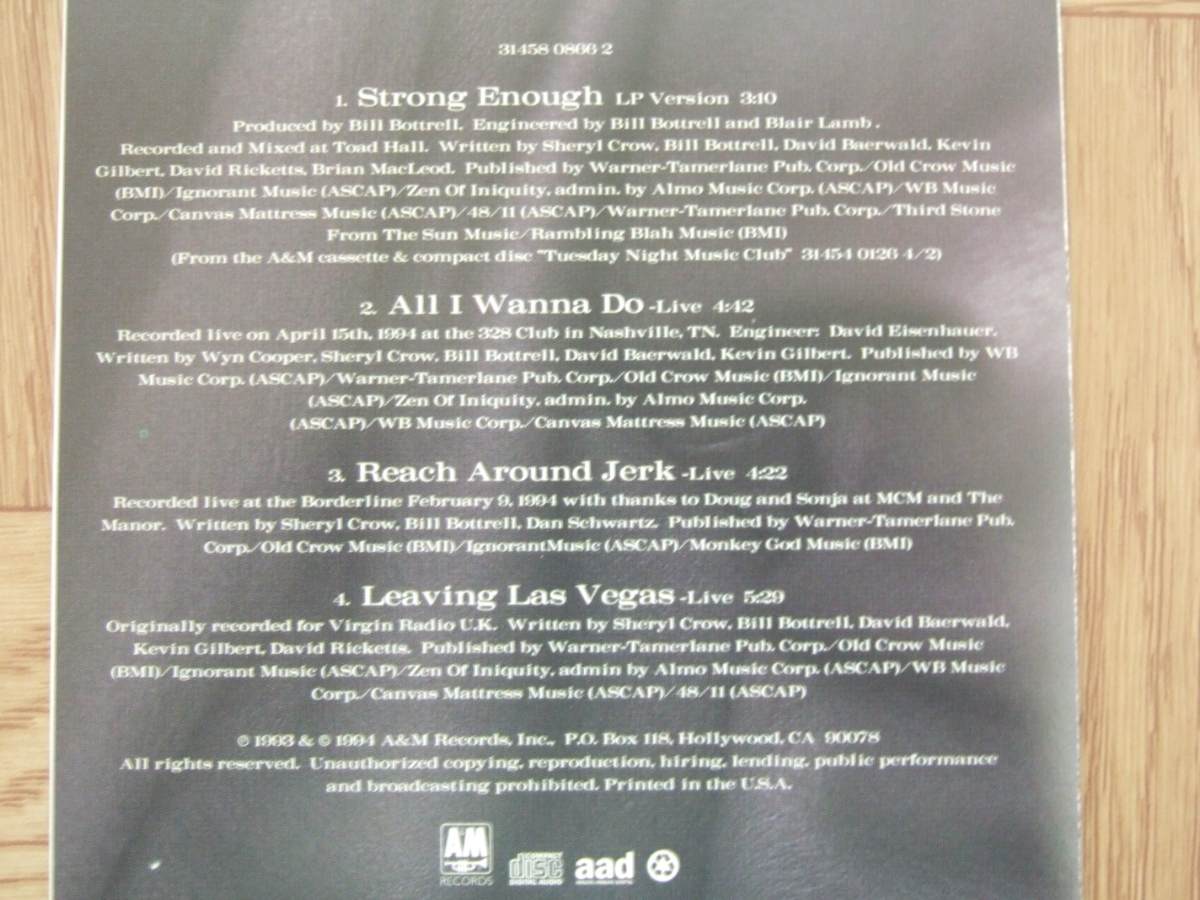 31458 0866 2
1. Strong Enough LP Version 3:10
Produced by Bill Bottrell. Engineered by Bill Bottrell and Blair Lamb.
Recorded and Mixed at Toad Hall. Written by Sheryl Crow, Bill Bottrell, David Baerwald, Kevin
Gilbert, David Ricketts, Brian MacLeod. Published by Warner-Tamerlane Pub. Corp./Old Crow Music
(BMI)/Ignorant Music (ASCAP)/Zen Of Iniquity, admin. by Almo Music Corp. (ASCAP)/WB Music
Corp./Canvas Mattress Music (ASCAP)/48/11 (ASCAP)/Warner-Tamerlane Pub. Corp./Third Stone
From The Sun Music/Rambling Blah Music (BMI)
(From the A&M cassette & compact disc "Tuesday Night Music Club" 31454 0126 4/2)
2. All I Wanna Do -Live 4:42
Recorded live on April 15th, 1994 at the 328 Club in Nashville, TN. Engineer: David Eisenhauer.
Written by Wyn Cooper, Sheryl Crow, Bill Bottrell, David Baerwald, Kevin Gilbert. Published by WB
Music Corp. (ASCAP)/Warner-Tamerlane Pub. Corp./Old Crow Music (BMI)/Ignorant Music
(ASCAP)/Zen Of Iniquity, admin. by Almo Music Corp.
(ASCAP)/WB Music Corp./Canvas Mattress Music (ASCAP)
3. Reach Around Jerk -Live 4:22
Recorded live at the Borderline February 9, 1994 with thanks to Doug and Sonja at MCM and The
Manor. Written by Sheryl Crow, Bill Bottrell, Dan Schwartz. Published by Warner-Tamerlane Pub.
Corp./Old Crow Music (BMI)/IgnorantMusic (ASCAP)/Monkey God Music (BMI)
4. Leaving Las Vegas -Live 5:29
Originally recorded for Virgin Radio U.K. Written by Sheryl Crow, Bill Bottrell, David Baerwald,
Kevin Gilbert, David Ricketts. Published by Warner-Tamerlane Pub. Corp./Old Crow Music
(BMI)/Ignorant Music (ASCAP)/Zen Of Iniquity, admin by Almo Music Corp. (ASCAP)/WB Music
Corp./Canvas Mattress Music (ASCAP)/48/11 (ASCAP)
℗ 1993 & © 1994 A&M Records, Inc., P.O. Box 118, Hollywood, CA 90078
All rights reserved. Unauthorized copying, reproduction, hiring, lending, public performance
and broadcasting prohibited. Printed in the U.S.A.
A&M RECORDS
COMPACT disc DIGITAL AUDIO
aad